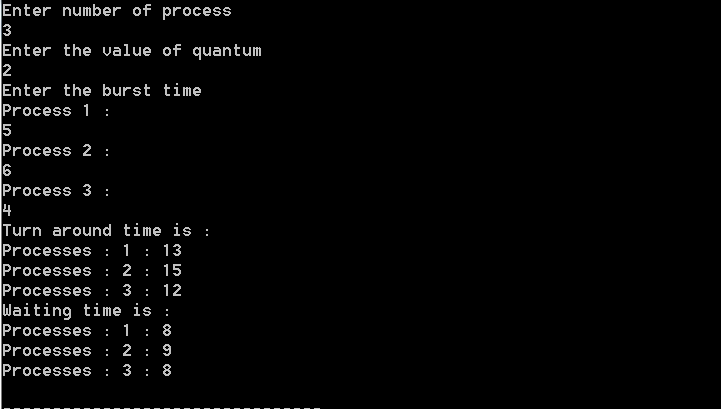 Enter number of process
3
Enter the value of quantum
2
Enter the burst time
Process 1 :
5
Process 2 :
6
Process 3 :
4
Turn around time is :
Processes : 1 : 13
Processes : 2 : 15
Processes : 3 : 12
Waiting time is :
Processes : 1 : 8
Processes : 2 : 9
Processes : 3 : 8
--------------------------------